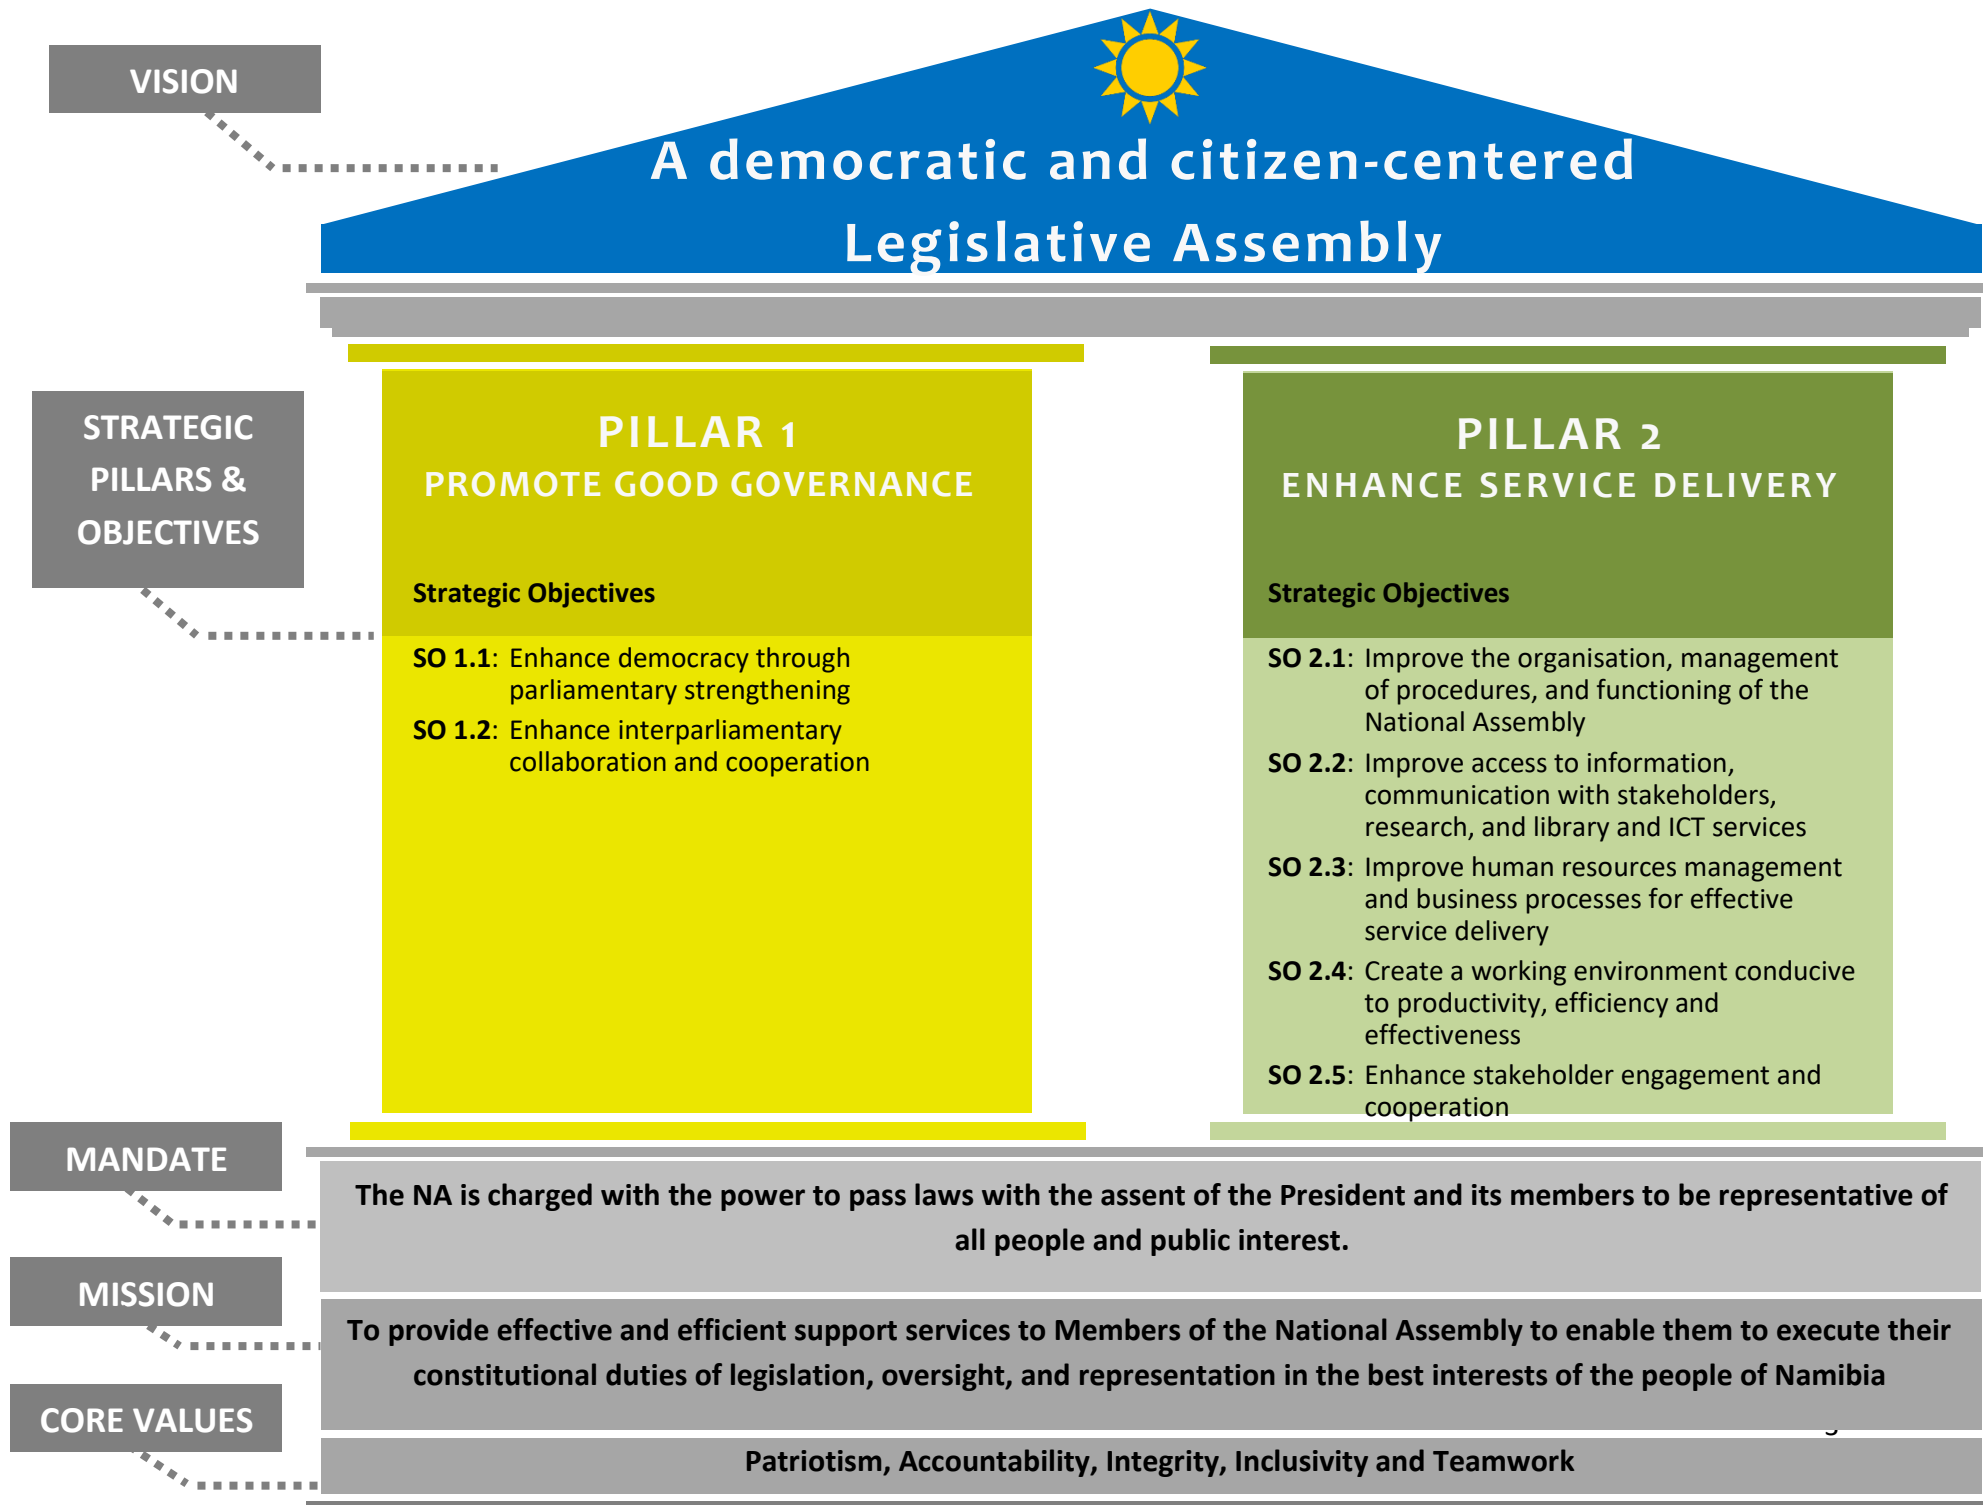 VISION
A democratic and citizen-centered
Legislative Assembly
STRATEGIC
PILLARS &
OBJECTIVES
PILLAR 1
PROMOTE GOOD GOVERNANCE
Strategic Objectives
SO 1.1: Enhance democracy through
parliamentary strengthening
SO 1.2: Enhance interparliamentary
collaboration and cooperation
PILLAR 2
ENHANCE SERVICE DELIVERY
Strategic Objectives
SO 2.1: Improve the organisation, management
of procedures, and functioning of the
National Assembly
SO 2.2: Improve access to information,
communication with stakeholders,
research, and library and ICT services
SO 2.3: Improve human resources management
and business processes for effective
service delivery
SO 2.4: Create a working environment conducive
to productivity, efficiency and
effectiveness
SO 2.5: Enhance stakeholder engagement and
cooperation
MANDATE
The NA is charged with the power to pass laws with the assent of the President and its members to be representative of
all people and public interest.
MISSION
To provide effective and efficient support services to Members of the National Assembly to enable them to execute their
constitutional duties of legislation, oversight, and representation in the best interests of the people of Namibia
CORE VALUES
Patriotism, Accountability, Integrity, Inclusivity and Teamwork